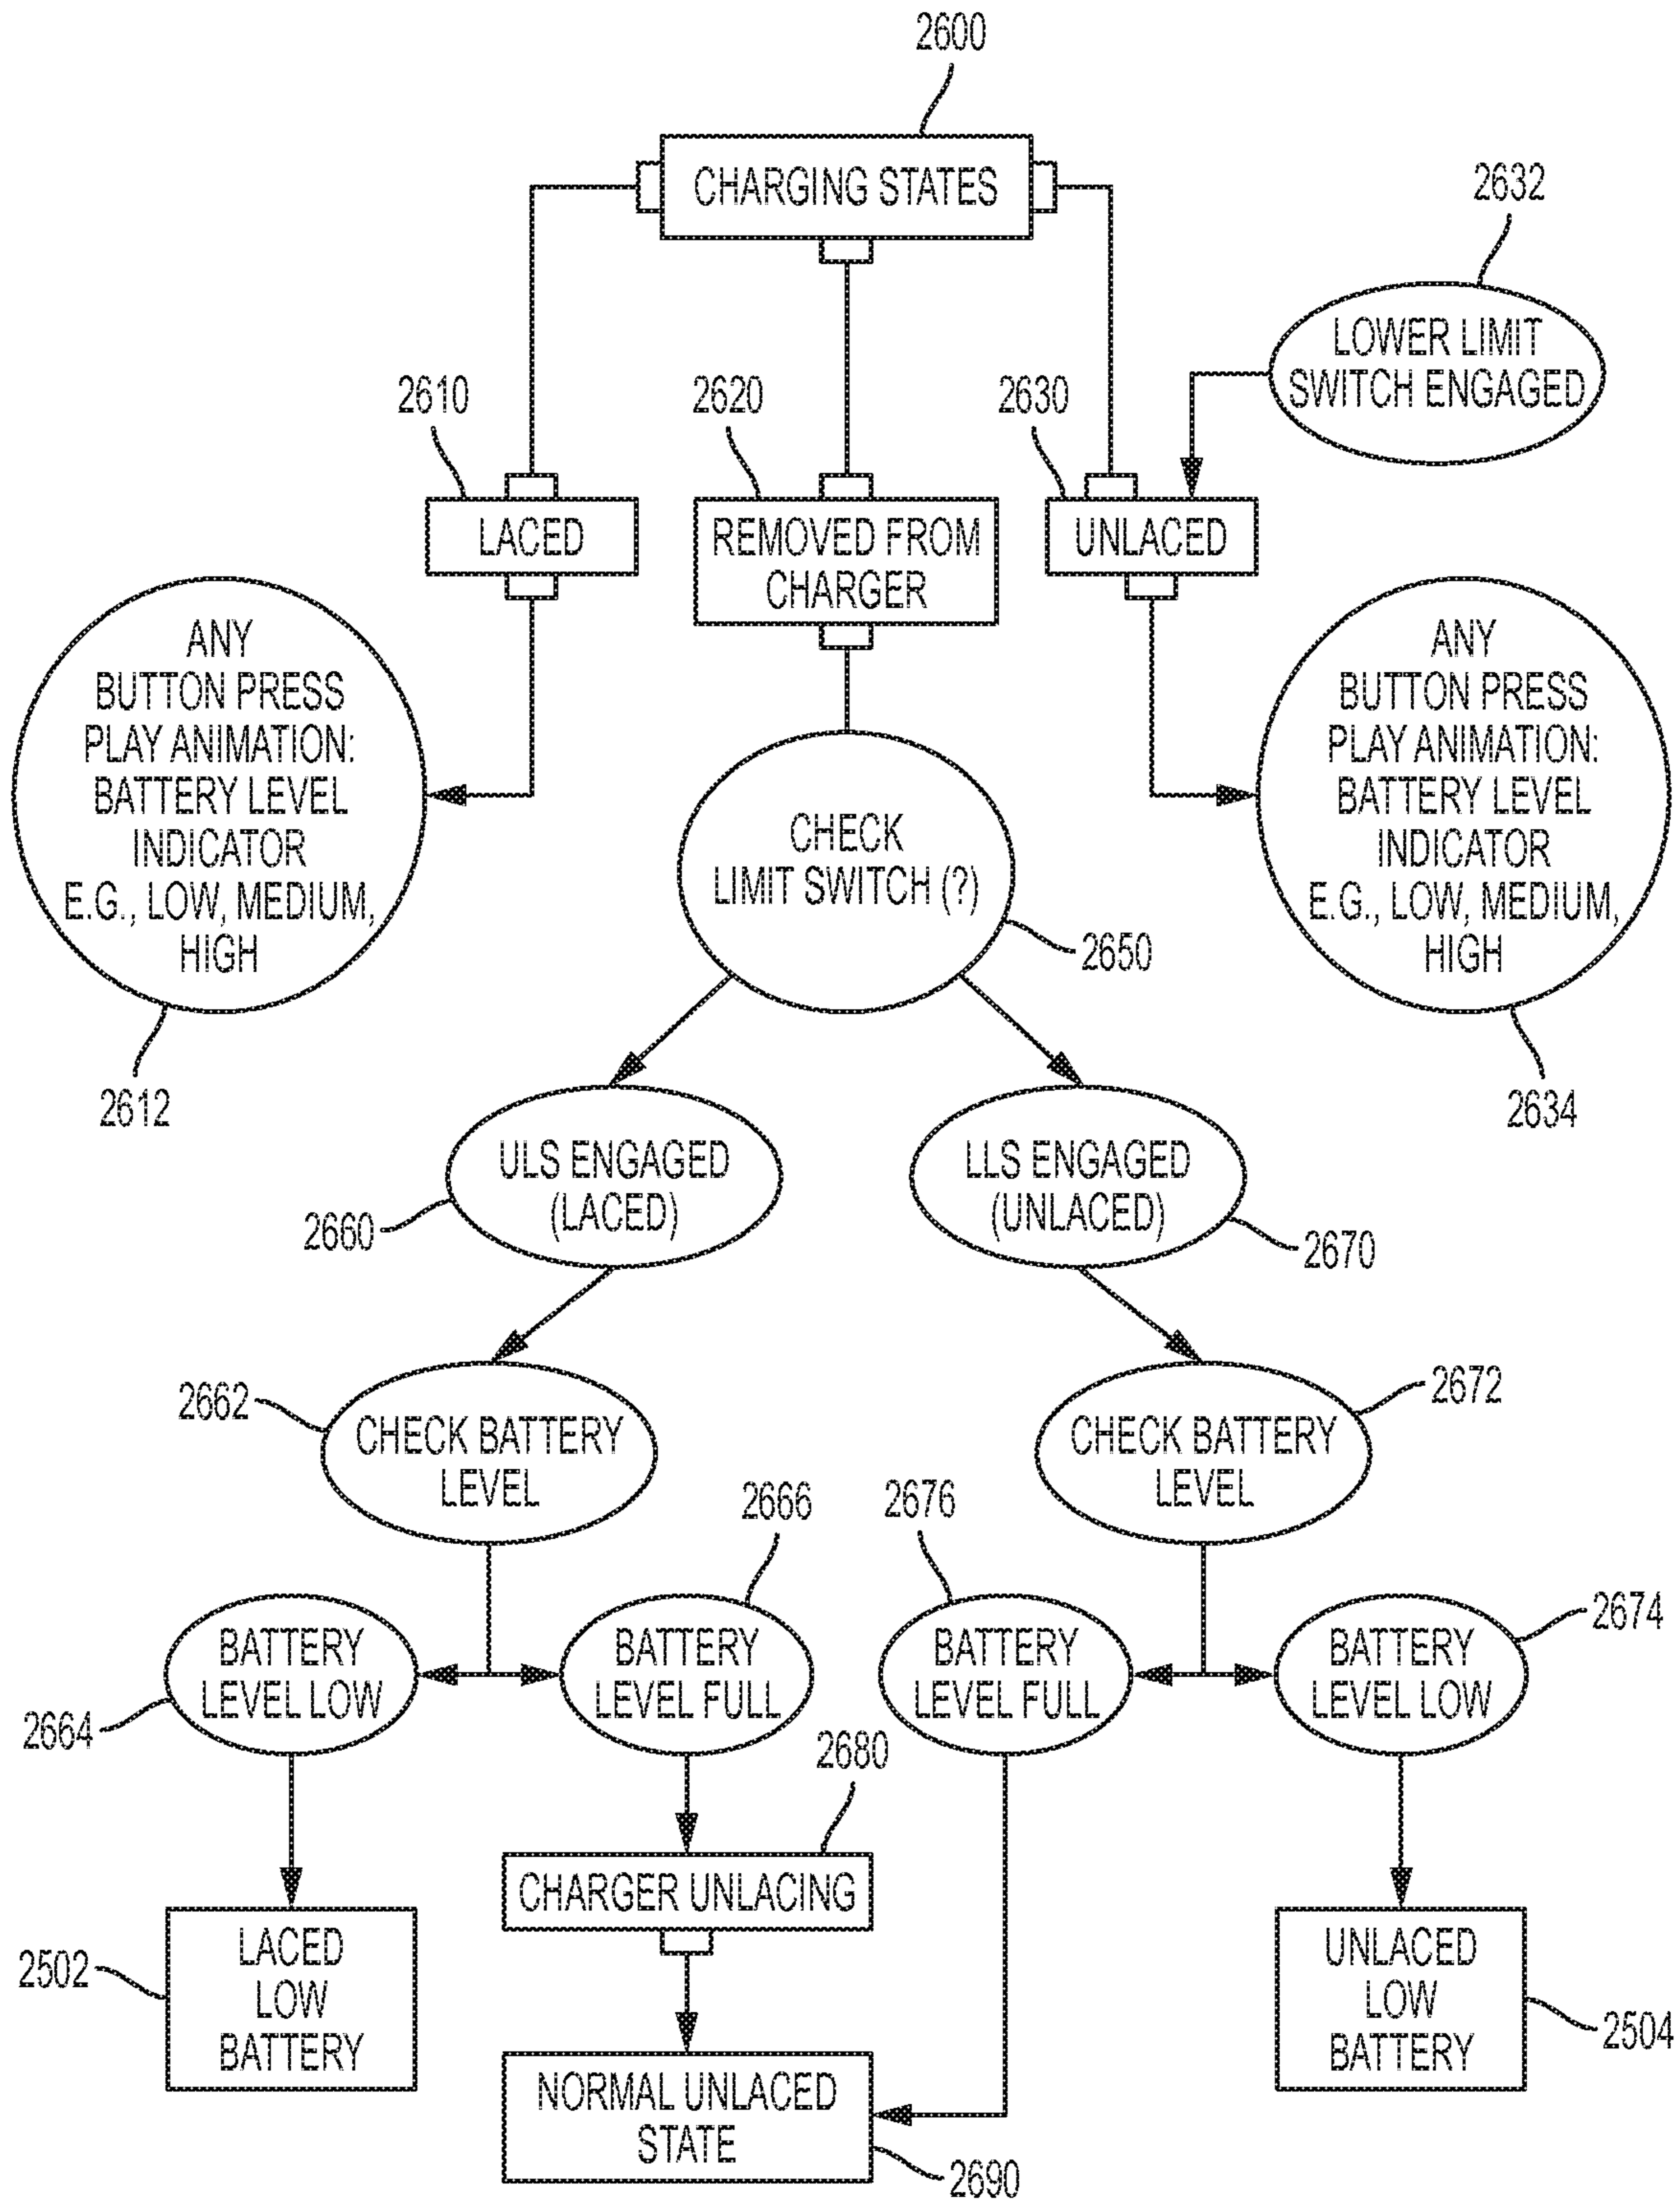 2600
CHARGING STATES
2632
LOWER LIMIT
SWITCH ENGAGED
2610
2620
2630
LACED
REMOVED FROM
CHARGER
UNLACED
ANY
BUTTON PRESS
PLAY ANIMATION:
BATTERY LEVEL
INDICATOR
E.G., LOW, MEDIUM,
HIGH
2612
CHECK
LIMIT SWITCH (?)
2650
ANY
BUTTON PRESS
PLAY ANIMATION:
BATTERY LEVEL
INDICATOR
E.G., LOW, MEDIUM,
HIGH
2634
ULS ENGAGED
(LACED)
2660
LLS ENGAGED
(UNLACED)
2670
2662
CHECK BATTERY
LEVEL
2672
CHECK BATTERY
LEVEL
2666
2676
BATTERY
LEVEL LOW
2664
BATTERY
LEVEL FULL
BATTERY
LEVEL FULL
BATTERY
LEVEL LOW
2674
2680
CHARGER UNLACING
2502
LACED
LOW
BATTERY
UNLACED
LOW
BATTERY
2504
NORMAL UNLACED
STATE
2690